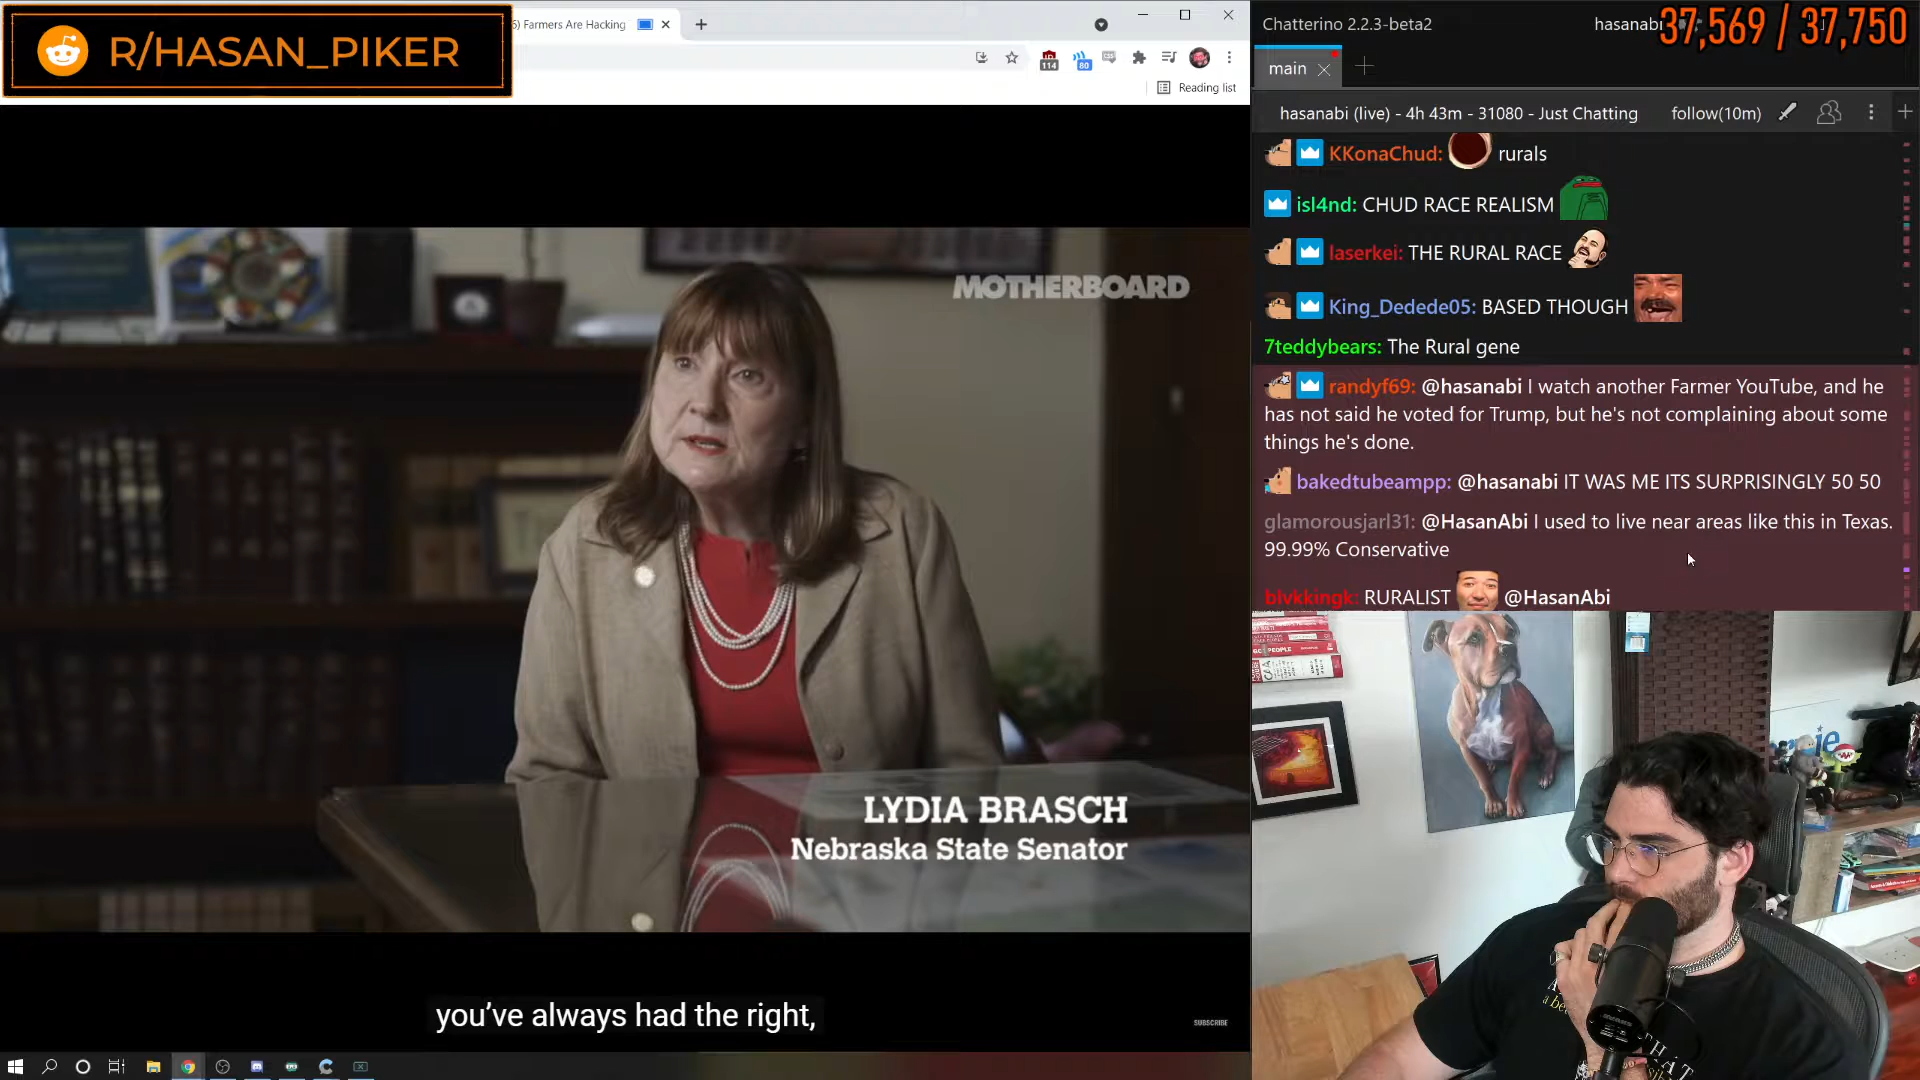 R/HASAN_PIKER
) Farmers Are Hacking
114
80
Reading list
MOTHERBOARD
LYDIA BRASCH
Nebraska State Senator
you've always had the right,
SUBSCRIBE
Chatterino 2.2.3-beta2
hasanabi
37,569 / 37,750
main
hasanabi (live) - 4h 43m - 31080 - Just Chatting
follow(10m)
KKonaChud: rurals
isl4nd: CHUD RACE REALISM
laserkei: THE RURAL RACE
King_Dedede05: BASED THOUGH
7teddybears: The Rural gene
randyf69: @hasanabi I watch another Farmer YouTube, and he
has not said he voted for Trump, but he's not complaining about some
things he's done.
bakedtubeampp: @hasanabi IT WAS ME ITS SURPRISINGLY 50 50
glamorousjarl31: @HasanAbi I used to live near areas like this in Texas.
99.99% Conservative
blvkkingk: RURALIST @HasanAbi